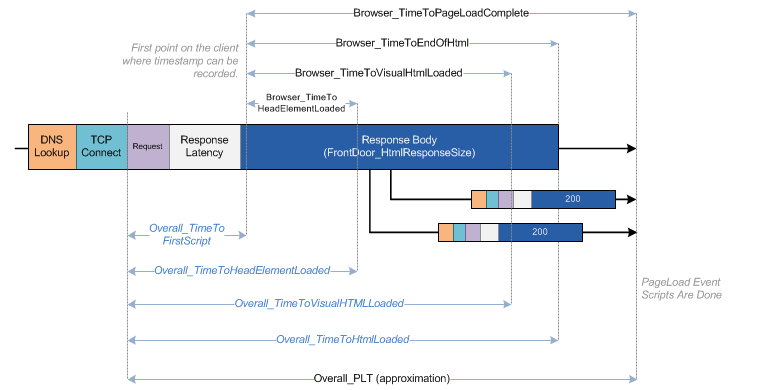 Browser_TimeToPageLoadComplete
First point on the client
where timestamp can be
recorded.
Browser_TimeToEndOfHtml
Browser_TimeToVisualHtmlLoaded
Browser_TimeTo
HeadElementLoaded
DNS
Lookup
TCP
Connect
Request
Response
Latency
Response Body
(FrontDoor_HtmlResponseSize)
200
200
Overall_TimeTo
FirstScript
Overall_TimeToHeadElementLoaded
PageLoad Event
Scripts Are Done
Overall_TimeToVisualHTMLLoaded
Overall_TimeToHtmlLoaded
Overall_PLT (approximation)